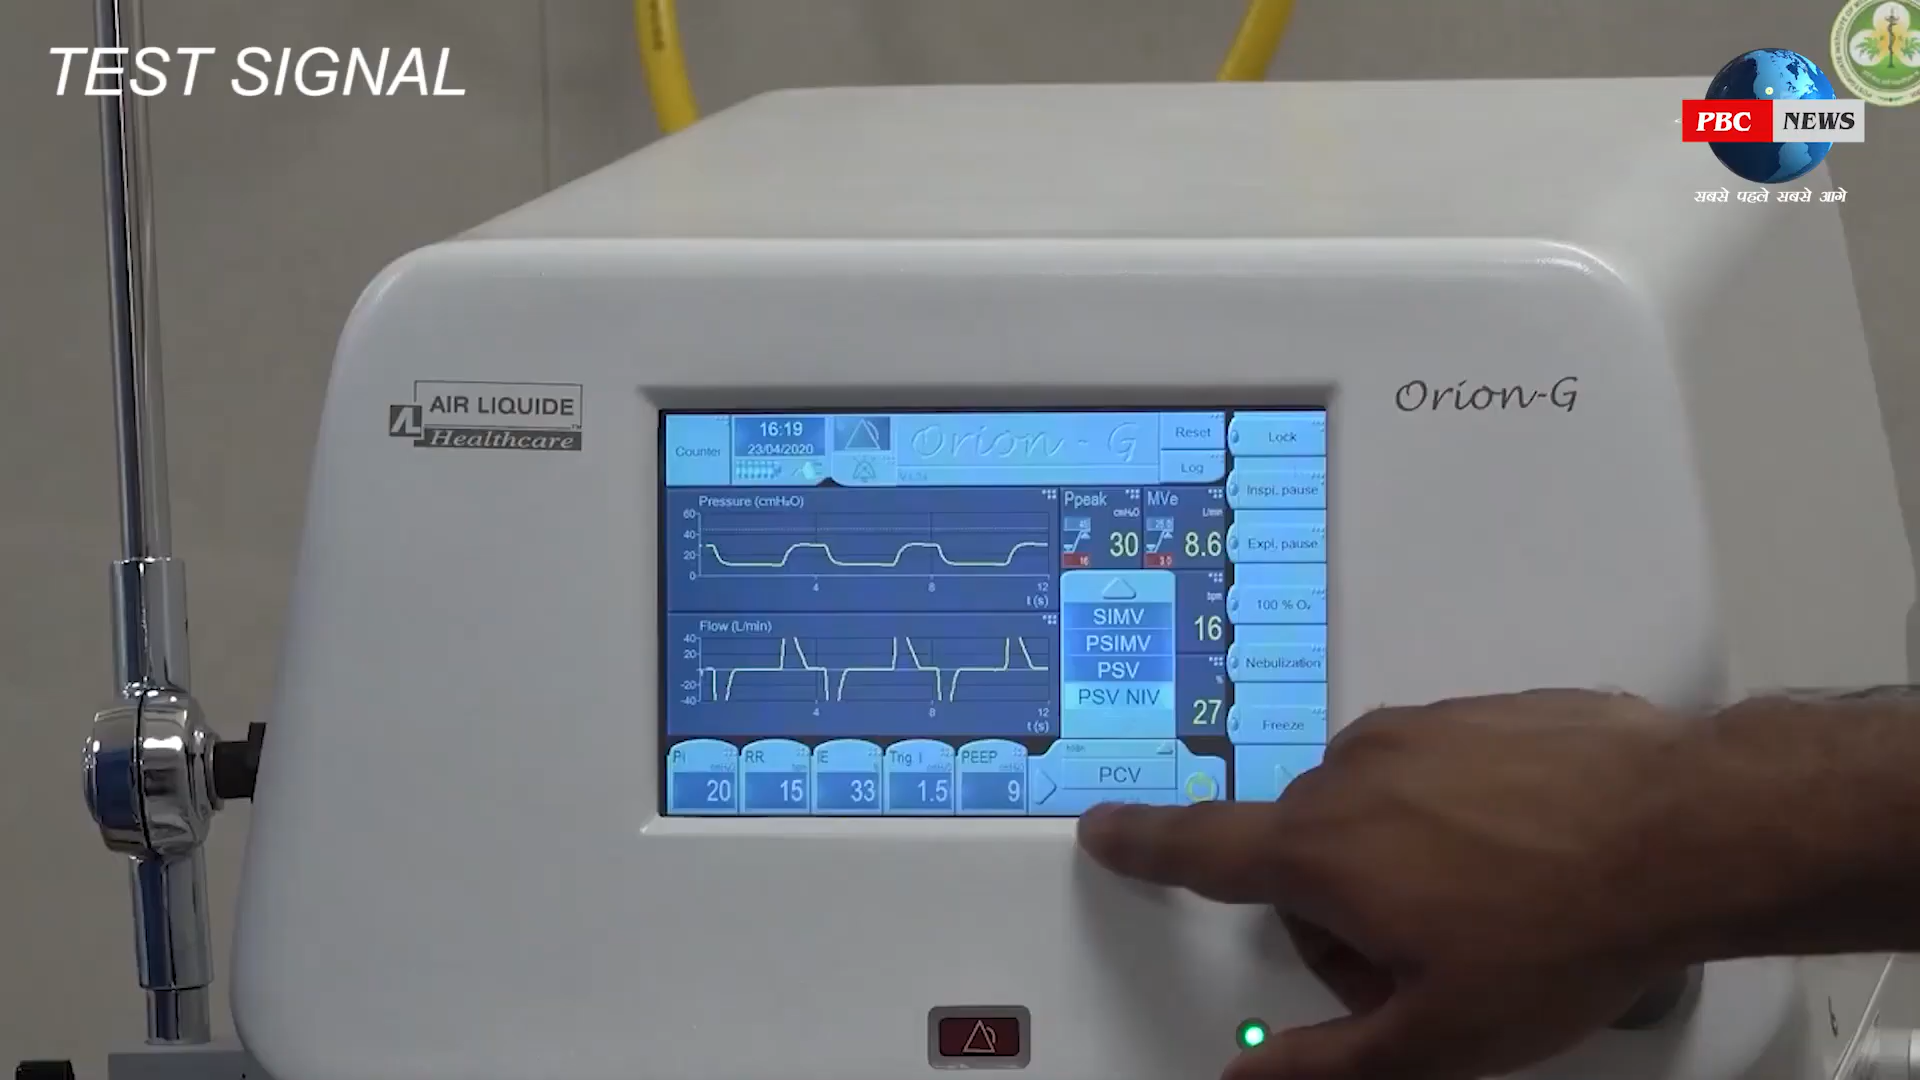 TEST SIGNAL
PBC NEWS
सबसे पहले सबसे आगे
AIR LIQUIDE
Healthcare
Orion-G
Counter
16:19
23/04/2020
Orion - G
Reset
Log
Lock
Inspi. pause
Expi. pause
100 % O₂
Nebulization
Freeze
Pressure (cmH₂O)
60
40
20
0
4
8
12
t (s)
Ppeak
cmH₂O
30
MVe
L/min
8.6
Flow (L/min)
40
20
-20
-40
4
8
12
t (s)
SIMV
PSIMV
PSV
PSV NIV
bpm
16
%
27
PCV
Pi
20
RR
15
IE
33
Trig I
1.5
PEEP
9